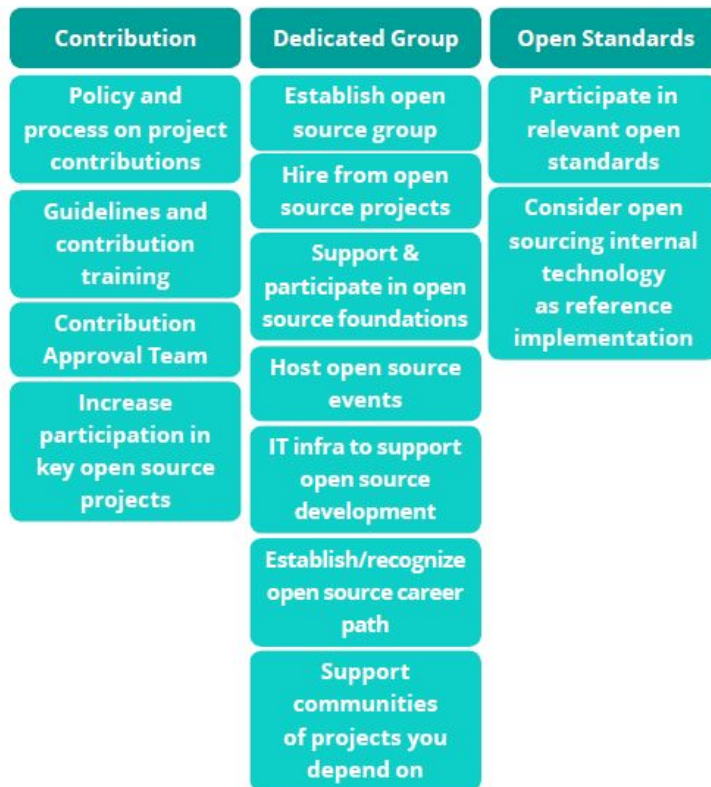 Contribution
Policy and
process on project
contributions
Guidelines and
contribution
training
Contribution
Approval Team
Increase
participation in
key open source
projects
Dedicated Group
Establish open
source group
Hire from open
source projects
Support &
participate in open
source foundations
Host open source
events
IT infra to support
open source
development
Establish/recognize
open source career
path
Support
communities
of projects you
depend on
Open Standards
Participate in
relevant open
standards
Consider open
sourcing internal
technology
as reference
implementation